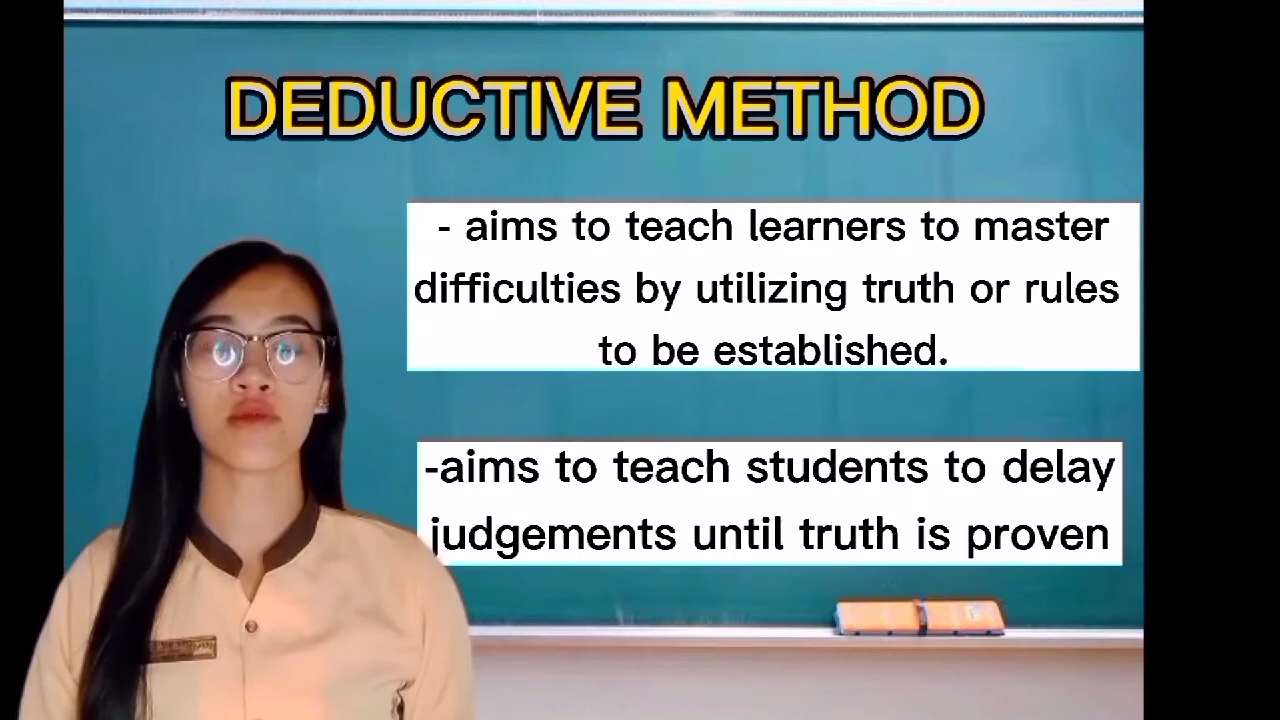 DEDUCTIVE METHOD
- aims to teach learners to master
difficulties by utilizing truth or rules
to be established.
-aims to teach students to delay
judgements until truth is proven